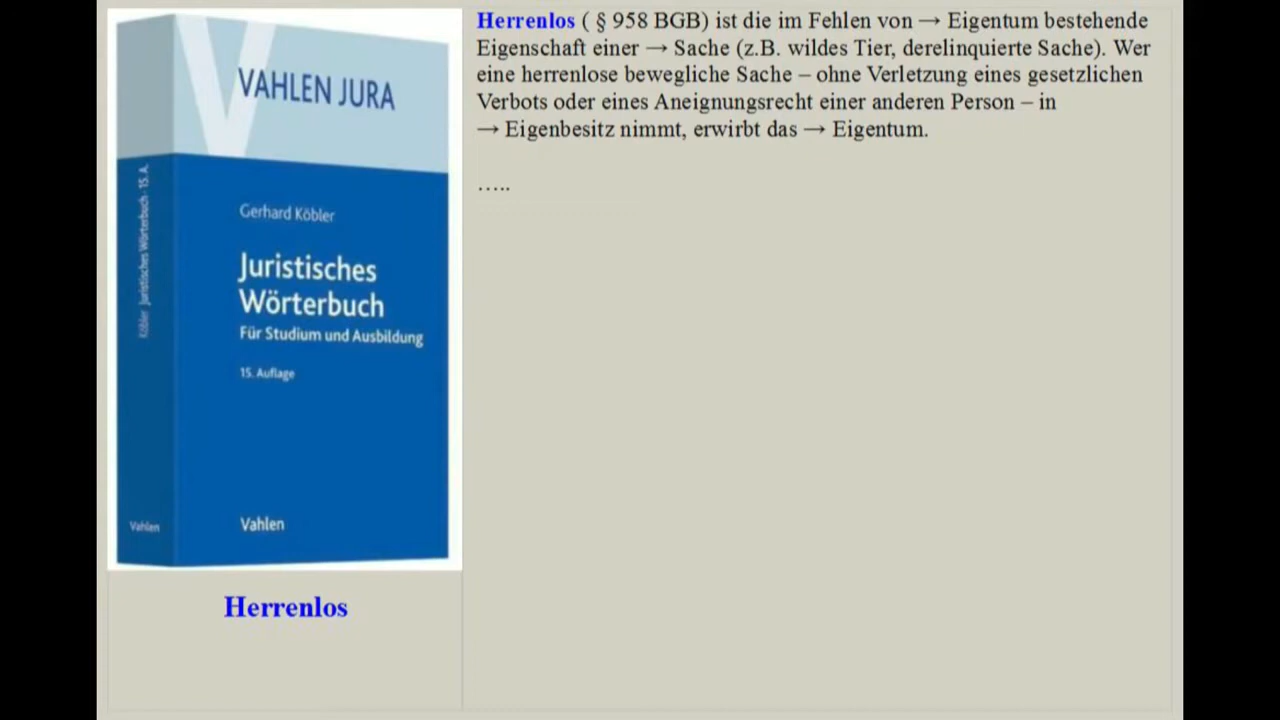 VAHLEN JURA
Köbler Juristisches Wörterbuch · 15. A.
Gerhard Köbler
Juristisches
Wörterbuch
Für Studium und Ausbildung
15. Auflage
Vahlen
Vahlen
Herrenlos
Herrenlos ( § 958 BGB) ist die im Fehlen von → Eigentum bestehende
Eigenschaft einer → Sache (z.B. wildes Tier, derelinquierte Sache). Wer
eine herrenlose bewegliche Sache – ohne Verletzung eines gesetzlichen
Verbots oder eines Aneignungsrecht einer anderen Person – in
→ Eigenbesitz nimmt, erwirbt das → Eigentum.
…..